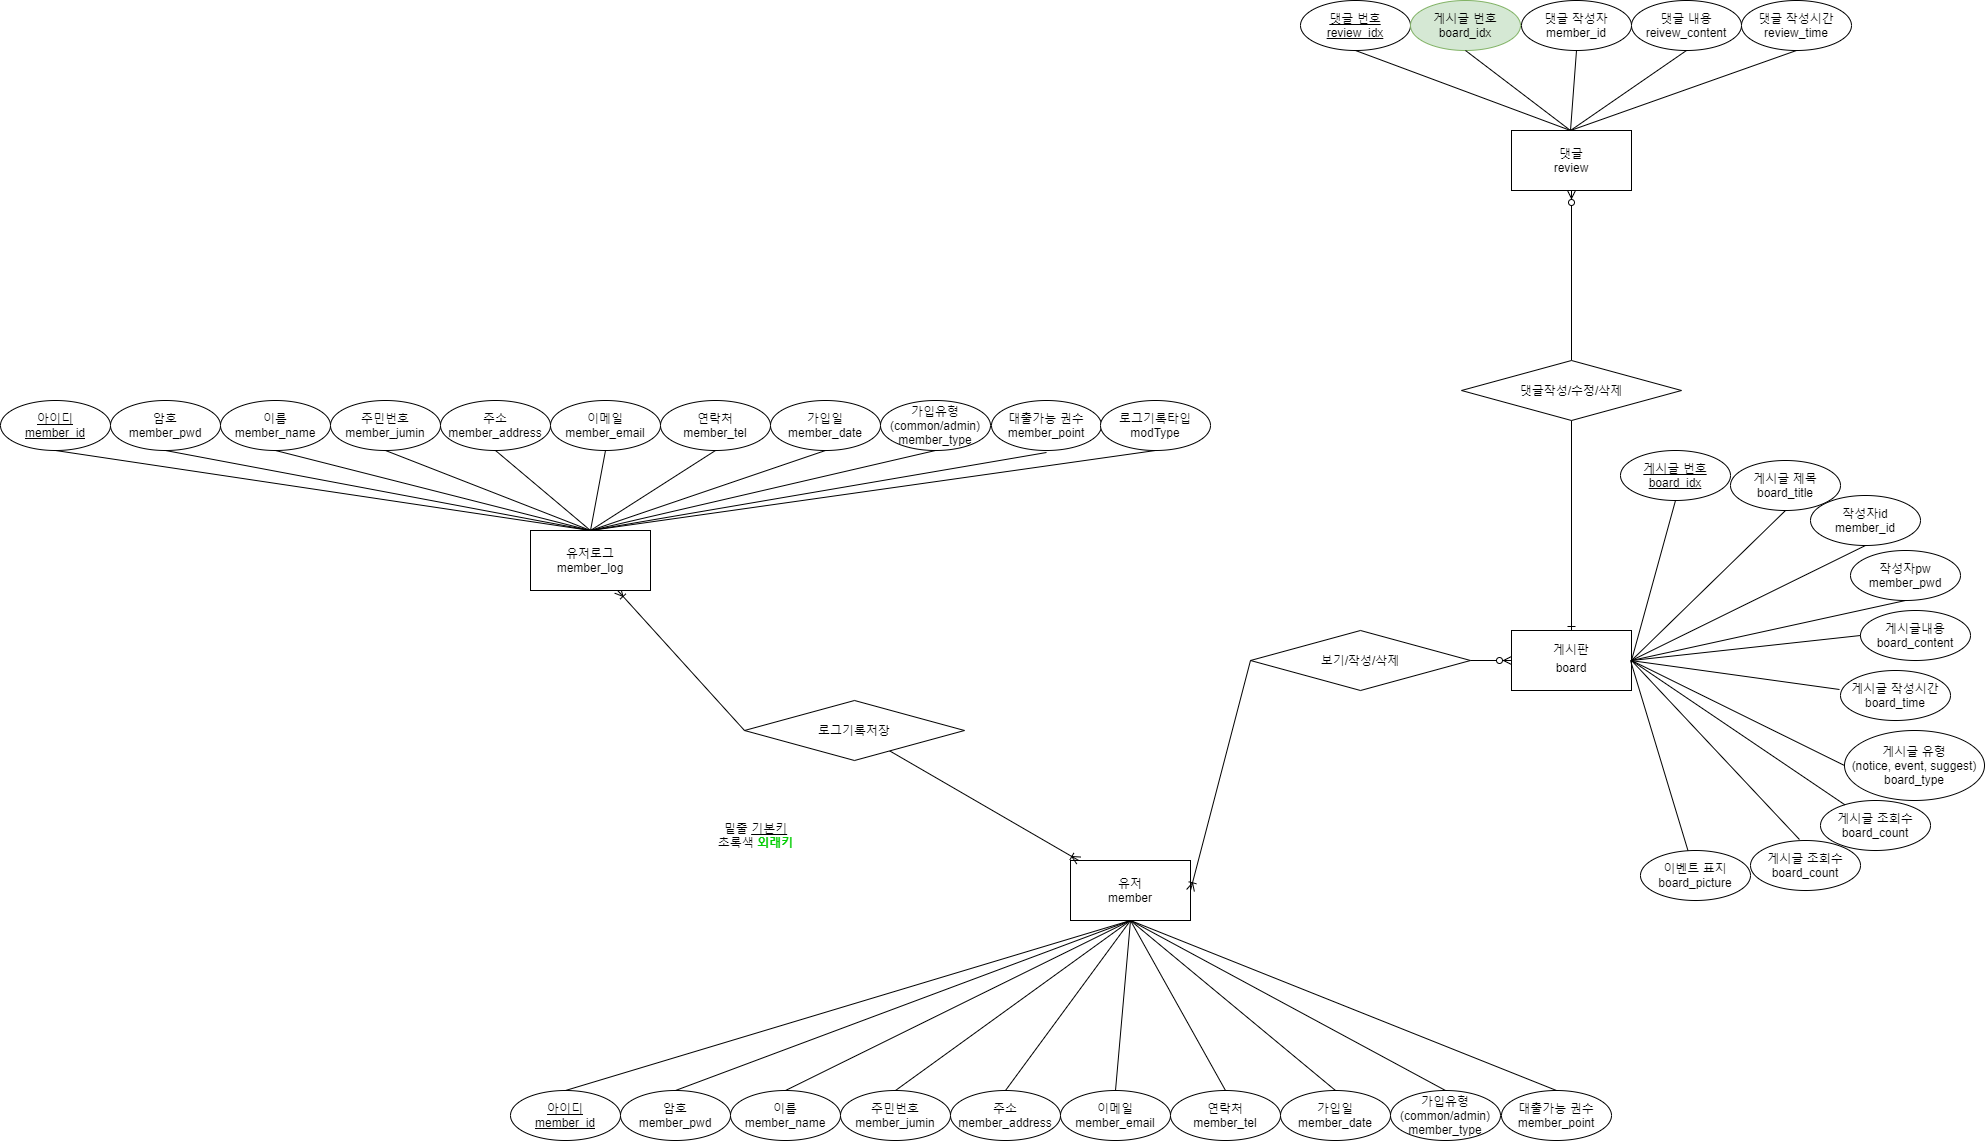 댓글 번호
review_idx
게시글 번호
board_idx
댓글 작성자
member_id
댓글 내용
reivew_content
댓글 작성시간
review_time
댓글
review
댓글작성/수정/삭제
아이디
member_id
암호
member_pwd
이름
member_name
주민번호
member_jumin
주소
member_address
이메일
member_email
연락처
member_tel
가입일
member_date
가입유형
(common/admin)
member_type
대출가능 권수
member_point
로그기록타입
modType
유저로그
member_log
게시글 번호
board_idx
게시글 제목
board_title
작성자id
member_id
작성자pw
member_pwd
게시글내용
board_content
게시글 작성시간
board_time
게시글 유형
(notice, event, suggest)
board_type
게시글 조회수
board_count
게시글 조회수
board_count
이벤트 표지
board_picture
게시판
board
보기/작성/삭제
로그기록저장
밑줄 기본키
초록색 외래키
유저
member
아이디
member_id
암호
member_pwd
이름
member_name
주민번호
member_jumin
주소
member_address
이메일
member_email
연락처
member_tel
가입일
member_date
가입유형
(common/admin)
member_type
대출가능 권수
member_point